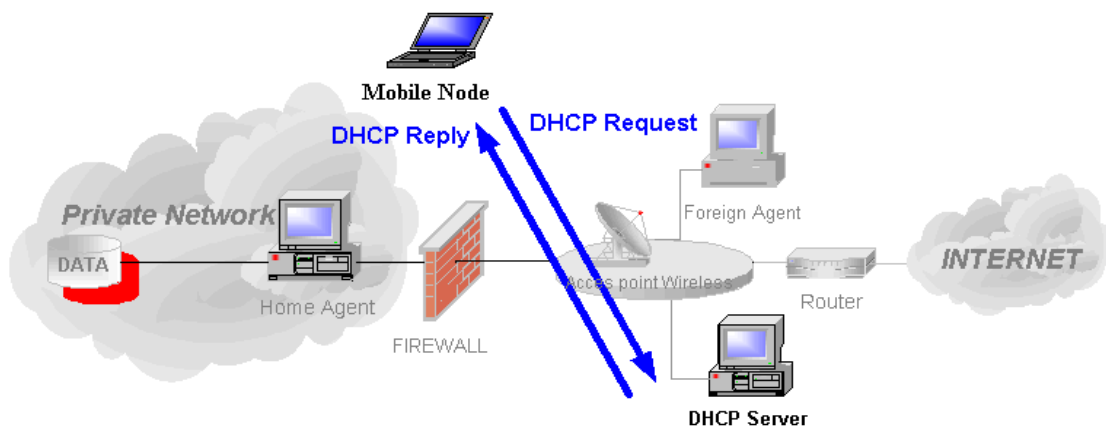 Mobile Node
DHCP Reply
DHCP Request
Private Network
DATA
Home Agent
FIREWALL
Foreign Agent
Acces point Wireless
Router
INTERNET
DHCP Server